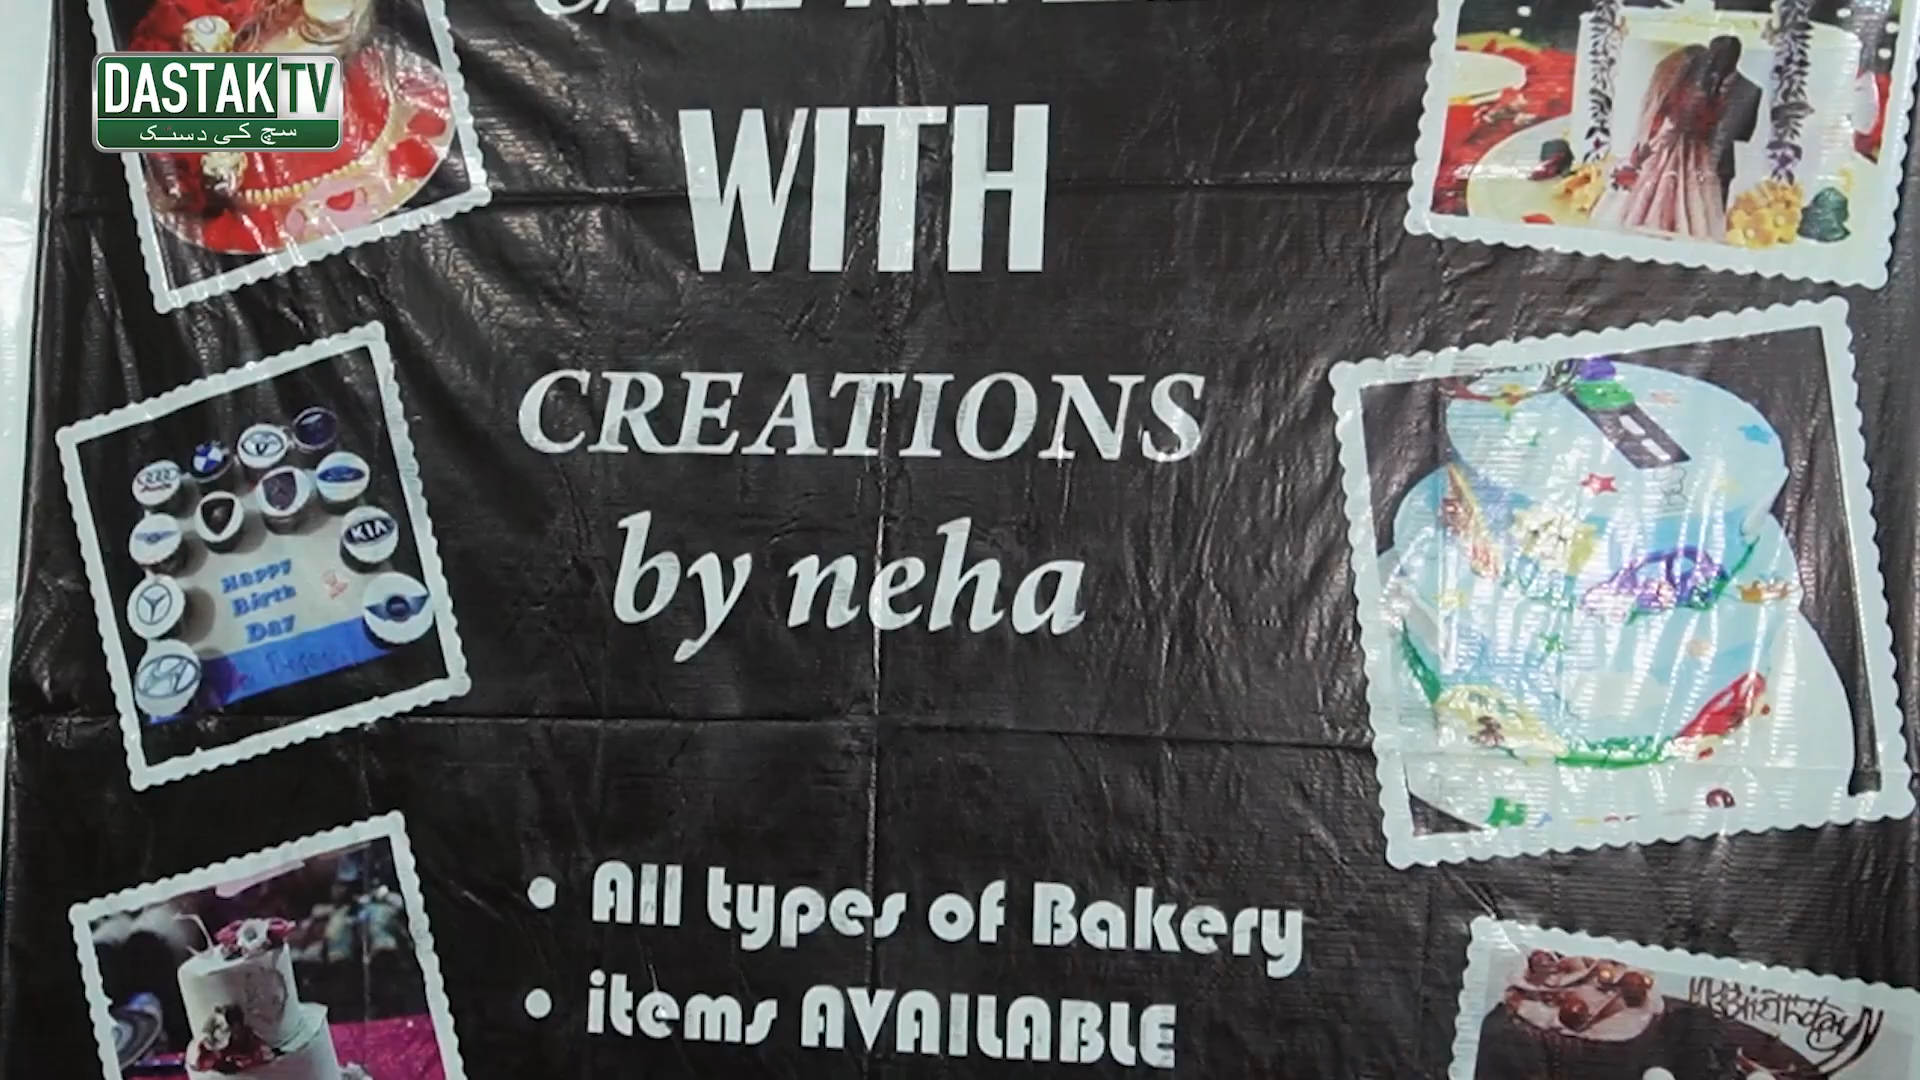 DASTAK TV
سچ کی دستک
WITH
CREATIONS
by neha
KIA
Happy
Birth
Day
• All types of Bakery
• items AVAILABLE
Birthday